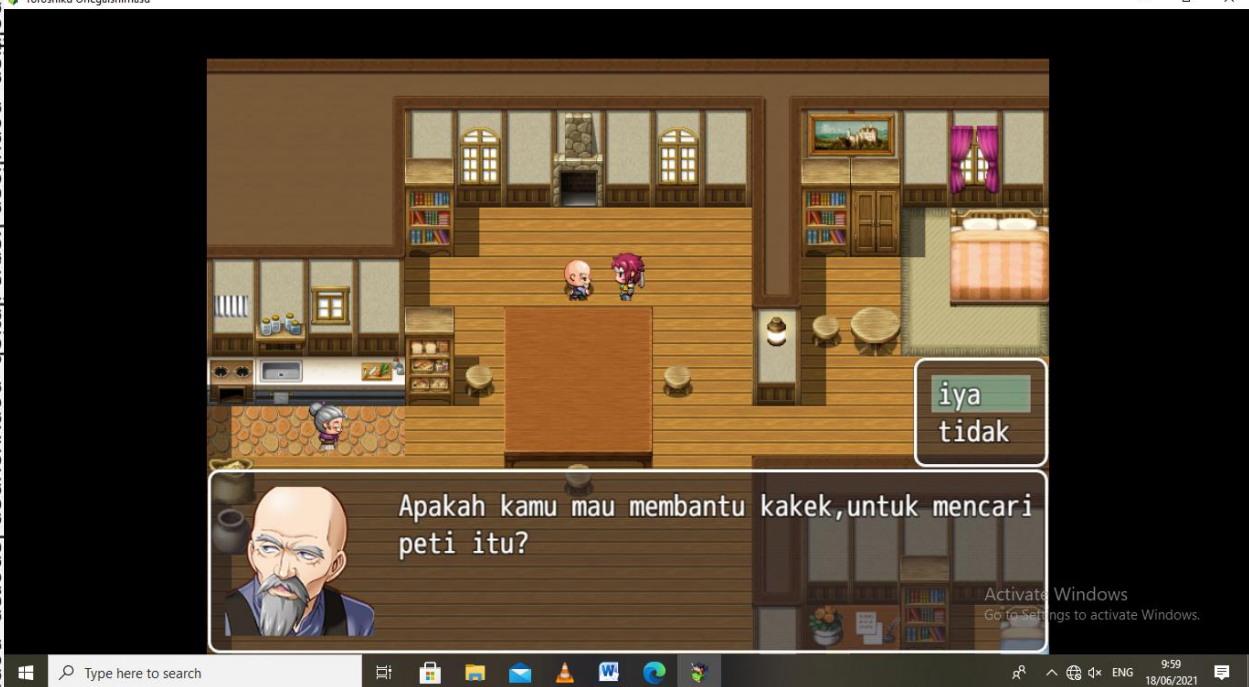 Yoroshiku Onegaishimasu
iya
tidak
Apakah kamu mau membantu kakek,untuk mencari
peti itu?
Activate Windows
Go to Settings to activate Windows.
Type here to search
ENG
9:59
18/06/2021